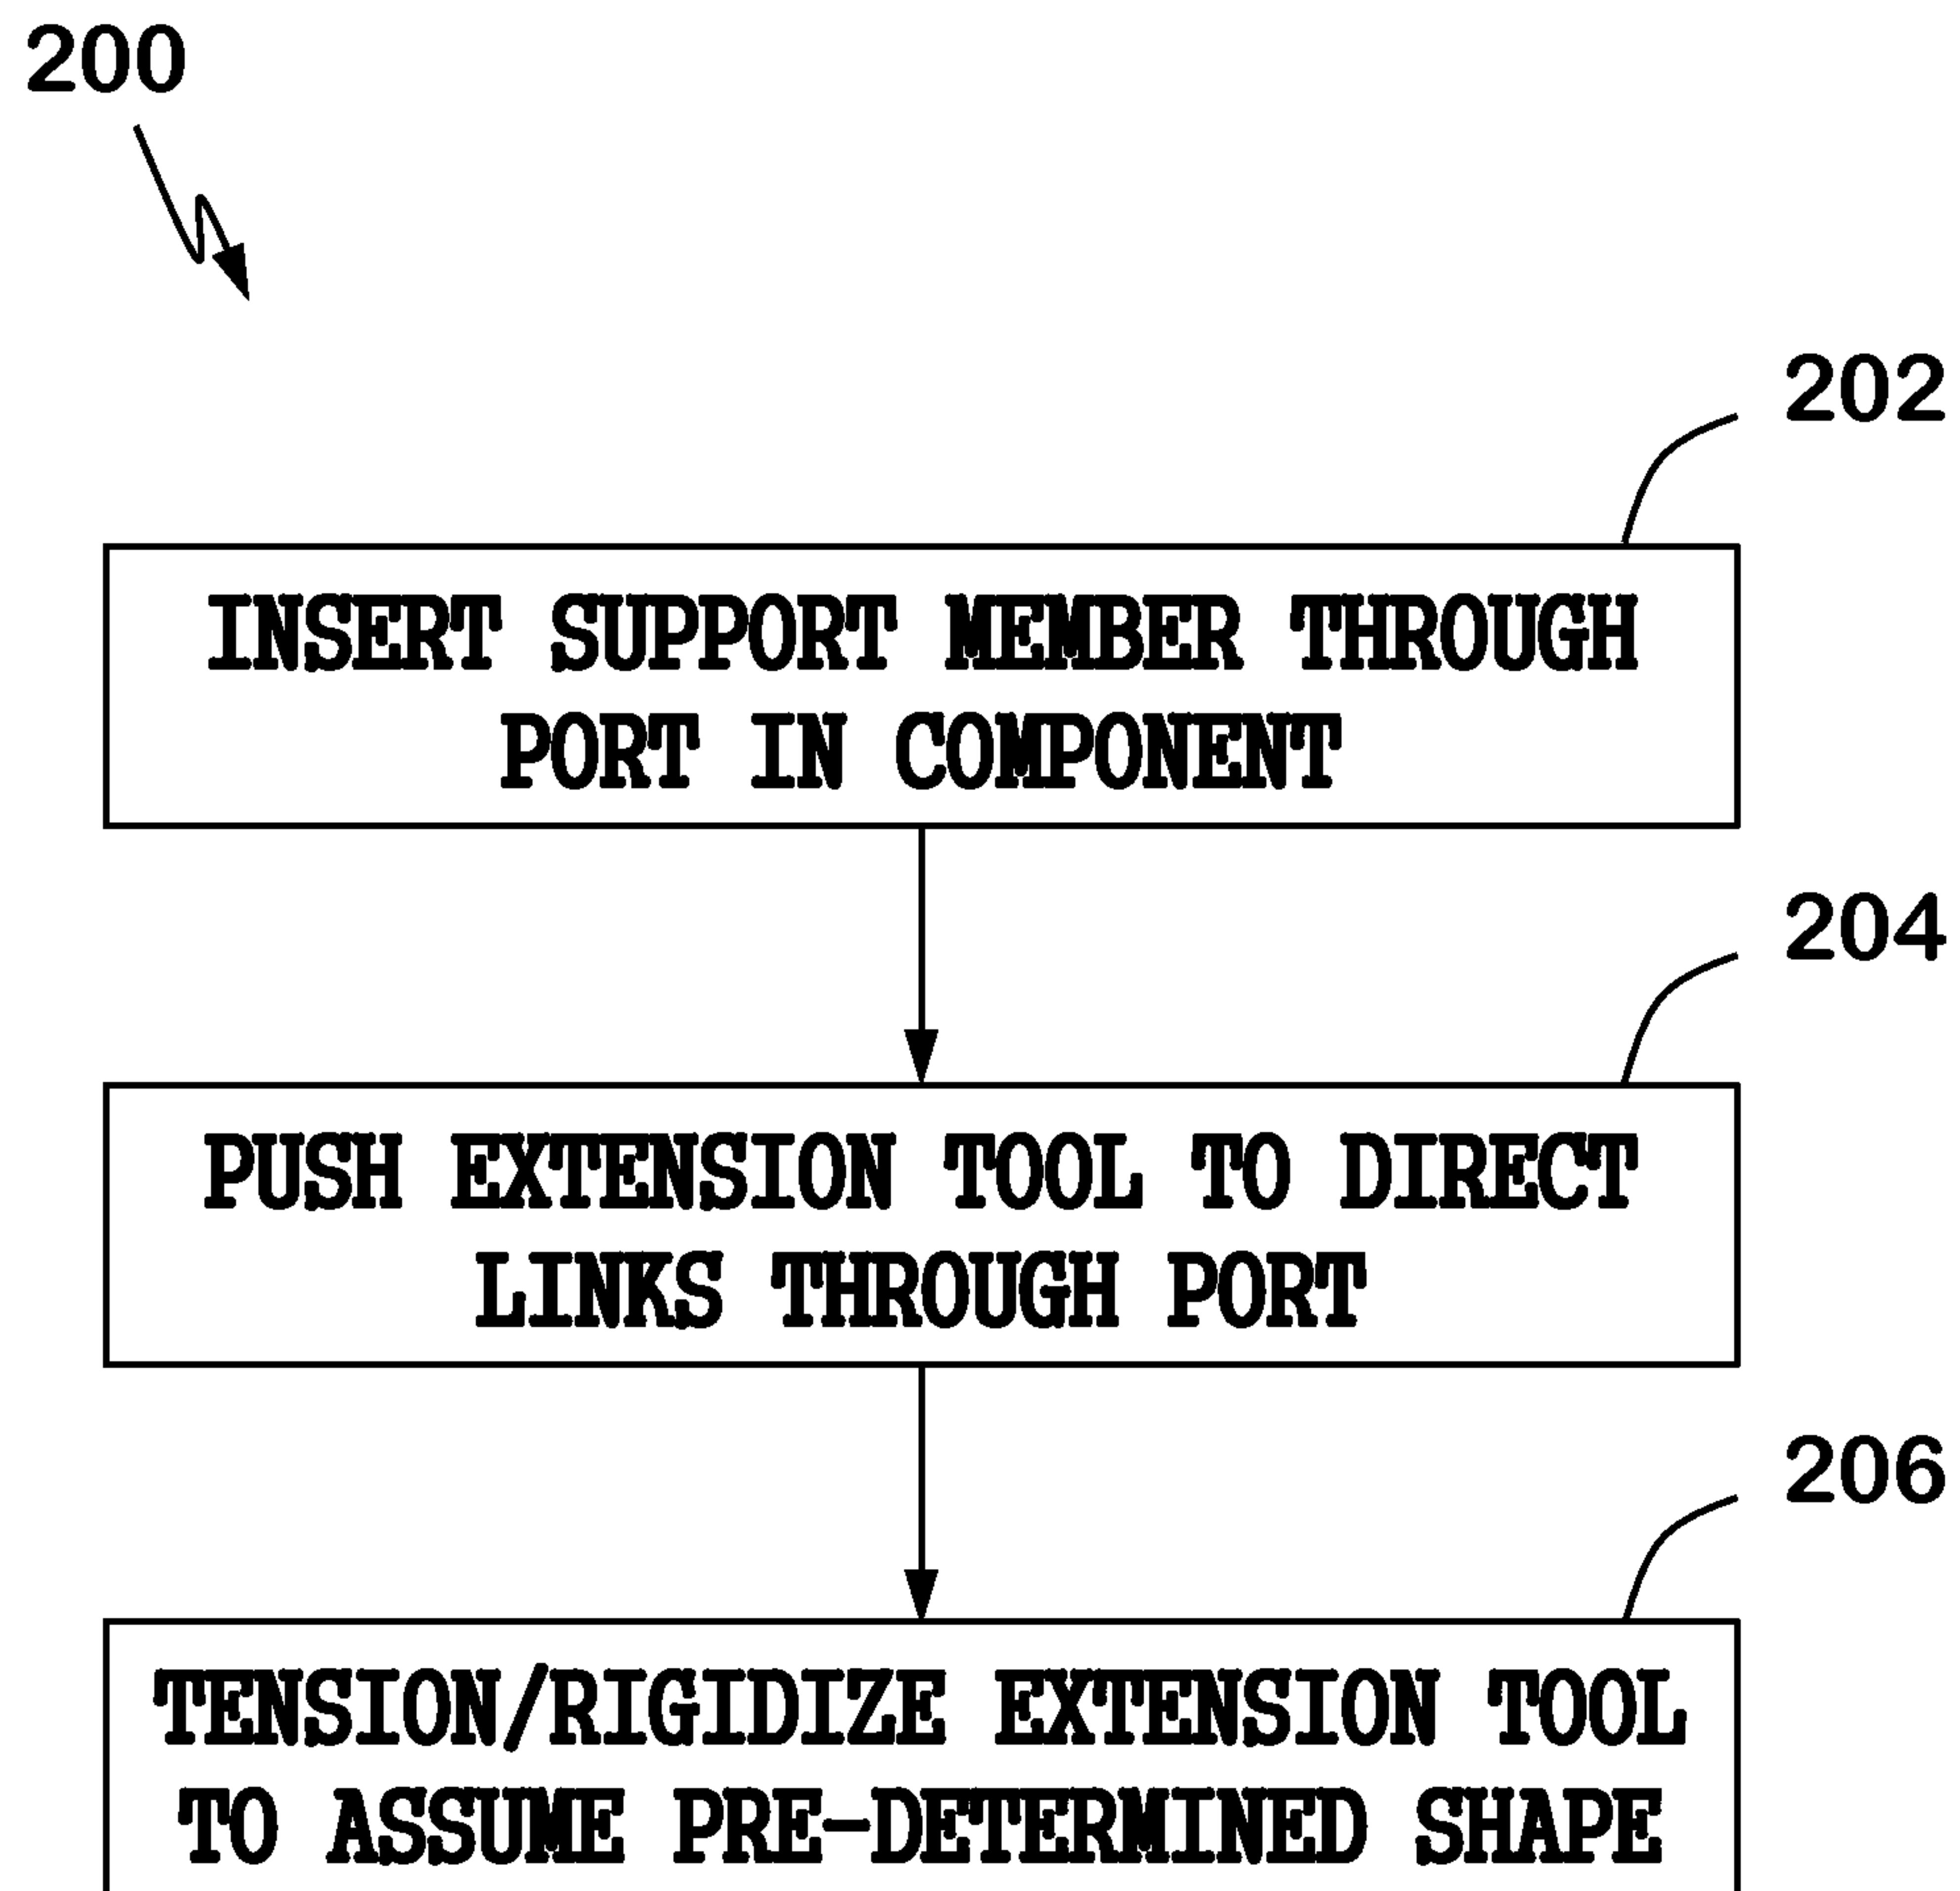 200
202
INSERT SUPPORT MEMBER THROUGH
PORT IN COMPONENT
204
PUSH EXTENSION TOOL TO DIRECT
LINKS THROUGH PORT
206
TENSION/RIGIDIZE EXTENSION TOOL
TO ASSUME PRE-DETERMINED SHAPE